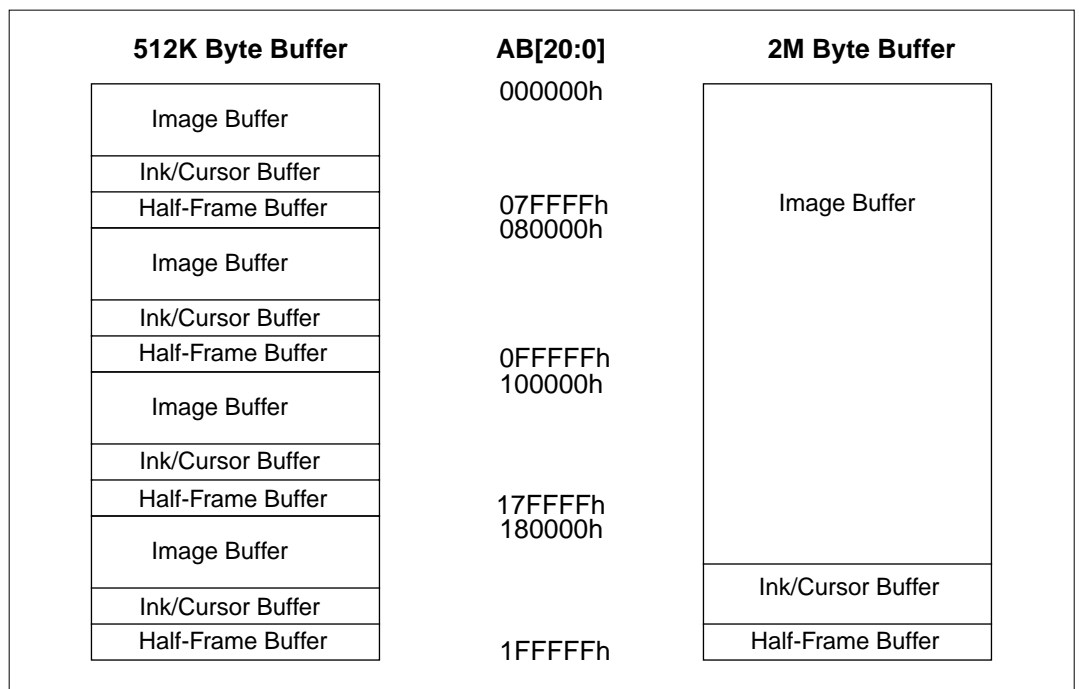 512K Byte Buffer
AB[20:0]
2M Byte Buffer
000000h
Image Buffer
Ink/Cursor Buffer
Half-Frame Buffer
07FFFFh
Image Buffer
080000h
Image Buffer
Ink/Cursor Buffer
Half-Frame Buffer
0FFFFFh
100000h
Image Buffer
Ink/Cursor Buffer
Half-Frame Buffer
17FFFFh
180000h
Image Buffer
Ink/Cursor Buffer
Ink/Cursor Buffer
Half-Frame Buffer
1FFFFFh
Half-Frame Buffer